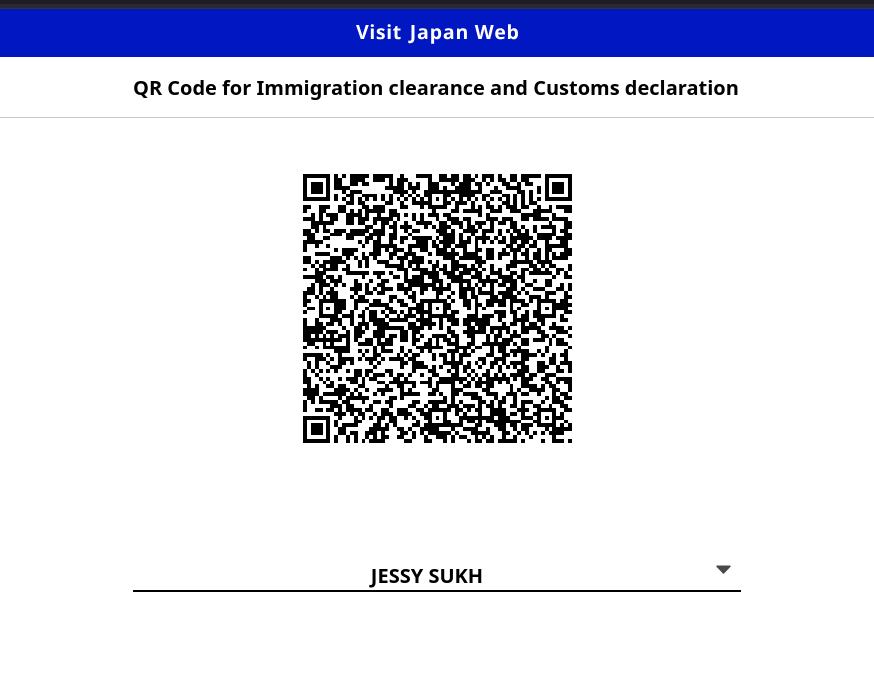 Visit Japan Web
QR Code for Immigration clearance and Customs declaration
JESSY SUKH